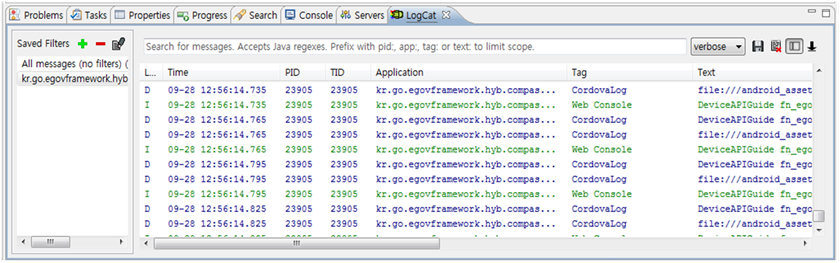 Problems Tasks Properties Progress Search Console Servers LogCat
Saved Filters
All messages (no filters) (
kr.go.egovframework.hyb
Search for messages. Accepts Java regexes. Prefix with pid:, app:, tag: or text: to limit scope. verbose
L... Time PID TID Application Tag Text
D 09-28 12:56:14.735 23905 23905 kr.go.egovframework.hyb.compas... CordovaLog file:///android_asset
I 09-28 12:56:14.735 23905 23905 kr.go.egovframework.hyb.compas... Web Console DeviceAPIGuide fn_ego
D 09-28 12:56:14.765 23905 23905 kr.go.egovframework.hyb.compas... CordovaLog DeviceAPIGuide fn_ego
D 09-28 12:56:14.765 23905 23905 kr.go.egovframework.hyb.compas... CordovaLog file:///android_asset
I 09-28 12:56:14.765 23905 23905 kr.go.egovframework.hyb.compas... Web Console DeviceAPIGuide fn_ego
D 09-28 12:56:14.795 23905 23905 kr.go.egovframework.hyb.compas... CordovaLog DeviceAPIGuide fn_ego
D 09-28 12:56:14.795 23905 23905 kr.go.egovframework.hyb.compas... CordovaLog file:///android_asset
I 09-28 12:56:14.795 23905 23905 kr.go.egovframework.hyb.compas... Web Console DeviceAPIGuide fn_ego
D 09-28 12:56:14.825 23905 23905 kr.go.egovframework.hyb.compas... CordovaLog DeviceAPIGuide fn_ego
D 09-28 12:56:14.825 23905 23905 kr.go.egovframework.hyb.compas... CordovaLog file:///android_asset